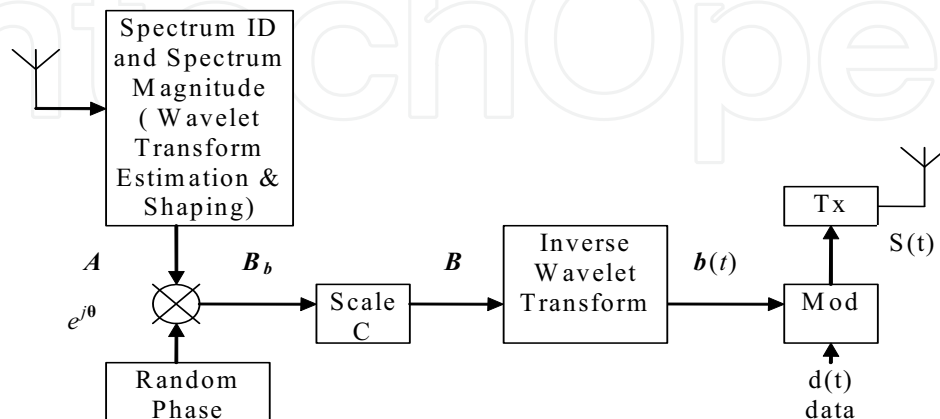 ntechOpe
Spectrum ID
and Spectrum
Magnitude
( Wavelet
Transform
Estimation &
Shaping)
Tx
S(t)
A
B_b
B
Inverse
Wavelet
Transform
b(t)
e^{jθ}
Scale
C
Mod
Random
Phase
d(t)
data